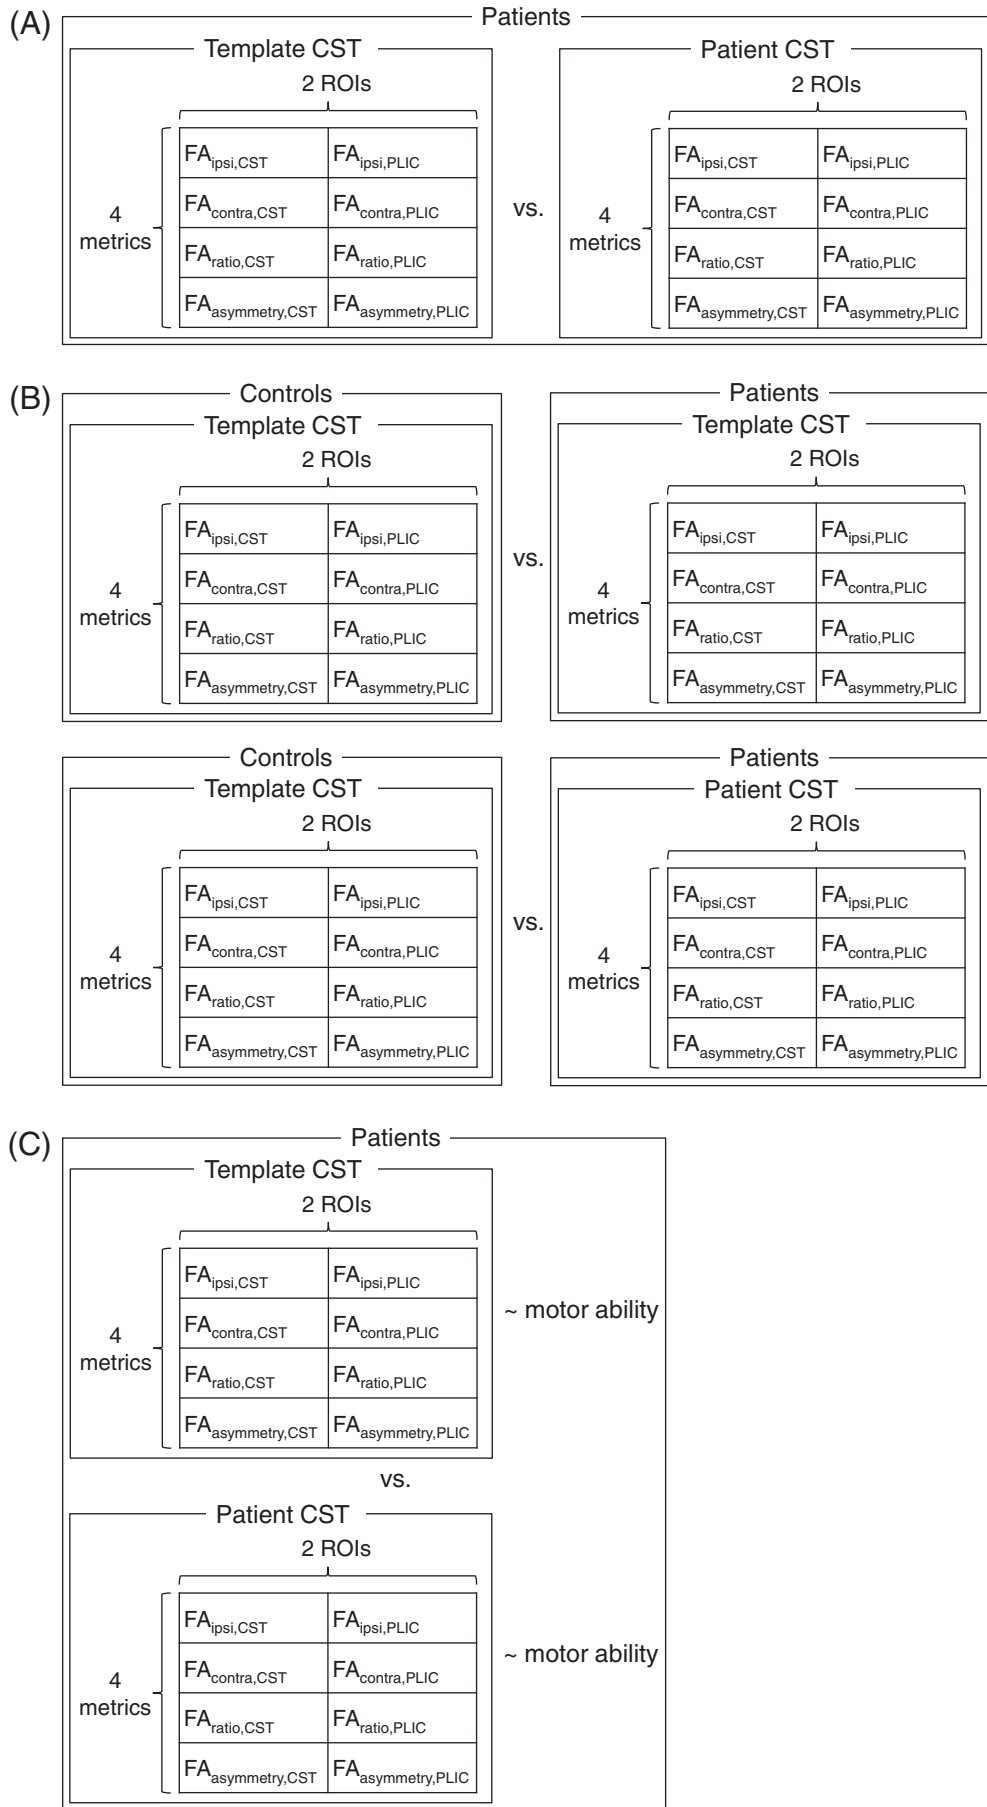 (A)
Patients
Template CST
Patient CST
2 ROIs
2 ROIs
4 metrics
FAipsi,CST FAipsi,PLIC
FAcontra,CST FAcontra,PLIC
FAratio,CST FAratio,PLIC
FAasymmetry,CST FAasymmetry,PLIC
vs.
4 metrics
FAipsi,CST FAipsi,PLIC
FAcontra,CST FAcontra,PLIC
FAratio,CST FAratio,PLIC
FAasymmetry,CST FAasymmetry,PLIC
(B)
Controls
Template CST
2 ROIs
4 metrics
FAipsi,CST FAipsi,PLIC
FAcontra,CST FAcontra,PLIC
FAratio,CST FAratio,PLIC
FAasymmetry,CST FAasymmetry,PLIC
vs.
Patients
Template CST
2 ROIs
4 metrics
FAipsi,CST FAipsi,PLIC
FAcontra,CST FAcontra,PLIC
FAratio,CST FAratio,PLIC
FAasymmetry,CST FAasymmetry,PLIC
Controls
Template CST
2 ROIs
4 metrics
FAipsi,CST FAipsi,PLIC
FAcontra,CST FAcontra,PLIC
FAratio,CST FAratio,PLIC
FAasymmetry,CST FAasymmetry,PLIC
vs.
Patients
Patient CST
2 ROIs
4 metrics
FAipsi,CST FAipsi,PLIC
FAcontra,CST FAcontra,PLIC
FAratio,CST FAratio,PLIC
FAasymmetry,CST FAasymmetry,PLIC
(C)
Patients
Template CST
2 ROIs
4 metrics
FAipsi,CST FAipsi,PLIC
FAcontra,CST FAcontra,PLIC
FAratio,CST FAratio,PLIC
FAasymmetry,CST FAasymmetry,PLIC
~ motor ability
vs.
Patient CST
2 ROIs
4 metrics
FAipsi,CST FAipsi,PLIC
FAcontra,CST FAcontra,PLIC
FAratio,CST FAratio,PLIC
FAasymmetry,CST FAasymmetry,PLIC
~ motor ability